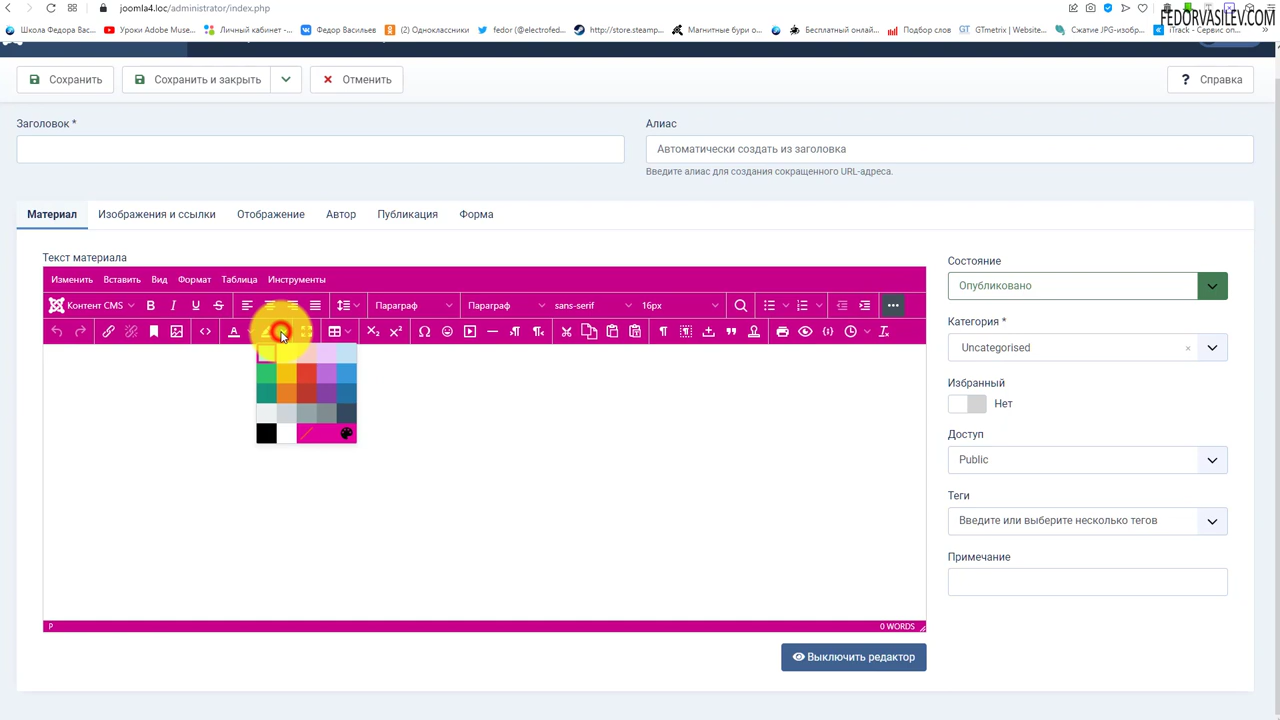 joomla4.loc/administrator/index.php
FEDORVASILEV.COM
Школа Федора Вас...
Уроки Adobe Muse...
Личный кабинет -...
Федор Васильев
(2) Одноклассники
fedor (@electrofed...
http://store.steamp...
Магнитные бури о...
Бесплатный онлай...
Подбор слов
GTmetrix | Website...
Сжатие JPG-изобр...
iTrack - Сервис оп...
Сохранить
Сохранить и закрыть
Отменить
Справка
Заголовок *
Алиас
Автоматически создать из заголовка
Введите алиас для создания сокращенного URL-адреса.
Материал
Изображения и ссылки
Отображение
Автор
Публикация
Форма
Текст материала
Изменить
Вставить
Вид
Формат
Таблица
Инструменты
Контент CMS
Параграф
Параграф
sans-serif
16px
P
0 WORDS
Выключить редактор
Состояние
Опубликовано
Категория *
Uncategorised
Избранный
Нет
Доступ
Public
Теги
Введите или выберите несколько тегов
Примечание